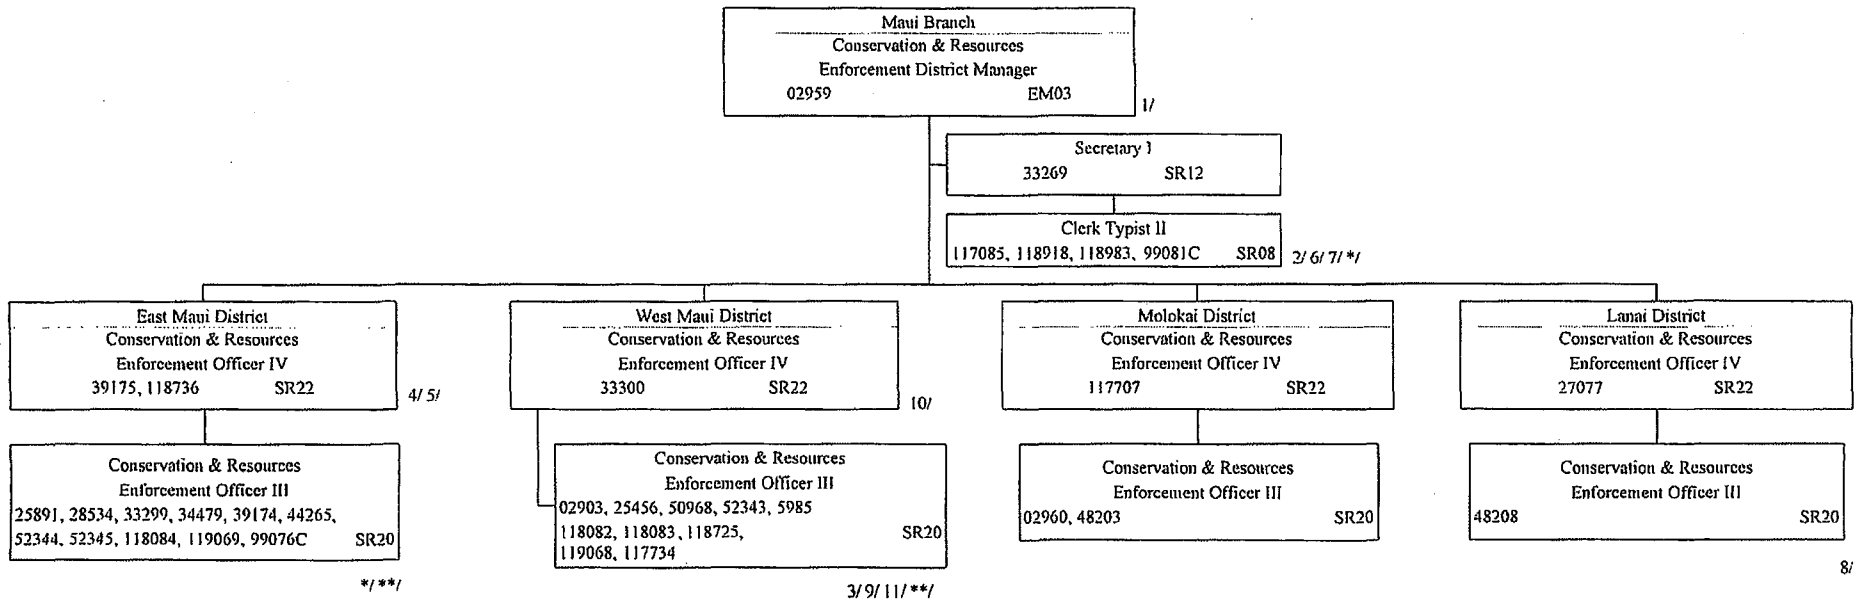 Maui Branch
Conservation & Resources
Enforcement District Manager
02959 EM03
1/
Secretary I
33269 SR12
Clerk Typist II
117085, 118918, 118983, 99081C SR08
2/ 6/ 7/ */
East Maui District
Conservation & Resources
Enforcement Officer IV
39175, 118736 SR22
4/ 5/
West Maui District
Conservation & Resources
Enforcement Officer IV
33300 SR22
10/
Molokai District
Conservation & Resources
Enforcement Officer IV
117707 SR22
Lanai District
Conservation & Resources
Enforcement Officer IV
27077 SR22
Conservation & Resources
Enforcement Officer III
25891, 28534, 33299, 34479, 39174, 44265,
52344, 52345, 118084, 119069, 99076C SR20
*/ **/
Conservation & Resources
Enforcement Officer III
02903, 25456, 50968, 52343, 5985
118082, 118083, 118725, SR20
119068, 117734
3/ 9/ 11/ **/
Conservation & Resources
Enforcement Officer III
02960, 48203 SR20
Conservation & Resources
Enforcement Officer III
48208 SR20
8/